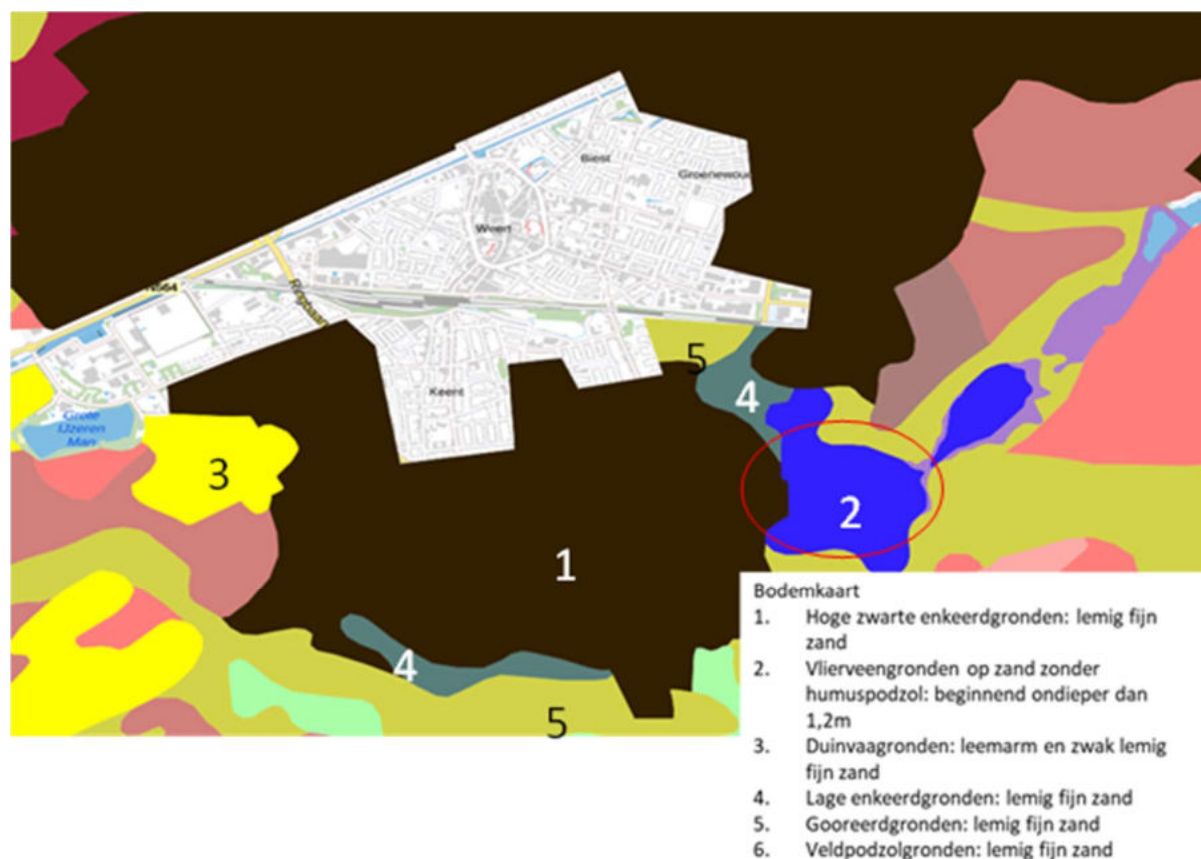 Biest
Groenewoud
Weert
N564
Ringbaan
5
4
Keent
Grote
IJzeren
Man
3
2
1
4
5
Bodemkaart
1. Hoge zwarte enkeerdgronden: lemig fijn
zand
2. Vlierveengronden op zand zonder
humuspodzol: beginnend ondieper dan
1,2m
3. Duinvaaggronden: leemarm en zwak lemig
fijn zand
4. Lage enkeerdgronden: lemig fijn zand
5. Gooreerdgronden: lemig fijn zand
6. Veldpodzolgronden: lemig fijn zand